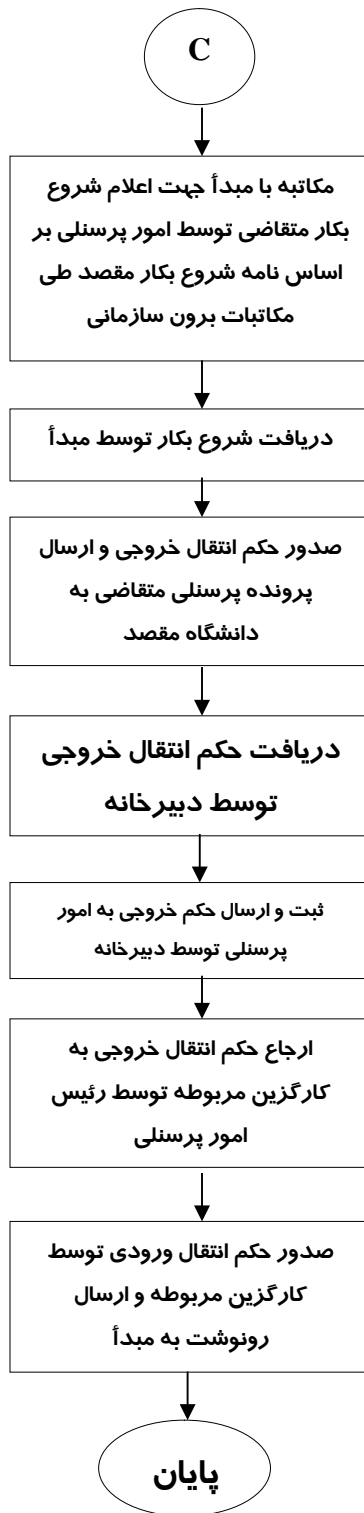 C
مکاتبه با مبدأ جهت اعلام شروع
بکار متقاضی توسط امور پرسنلی بر
اساس نامه شروع بکار مقصد طی
مکاتبات برون سازمانی
دریافت شروع بکار توسط مبدأ
صدور حکم انتقال خروجی و ارسال
پرونده پرسنلی متقاضی به
دانشگاه مقصد
دریافت حکم انتقال خروجی
توسط دبیرخانه
ثبت و ارسال حکم خروجی به امور
پرسنلی توسط دبیرخانه
ارجاع حکم انتقال خروجی به
کارگزین مربوطه توسط رئیس
امور پرسنلی
صدور حکم انتقال ورودی توسط
کارگزین مربوطه و ارسال
رونوشت به مبدأ
پایان